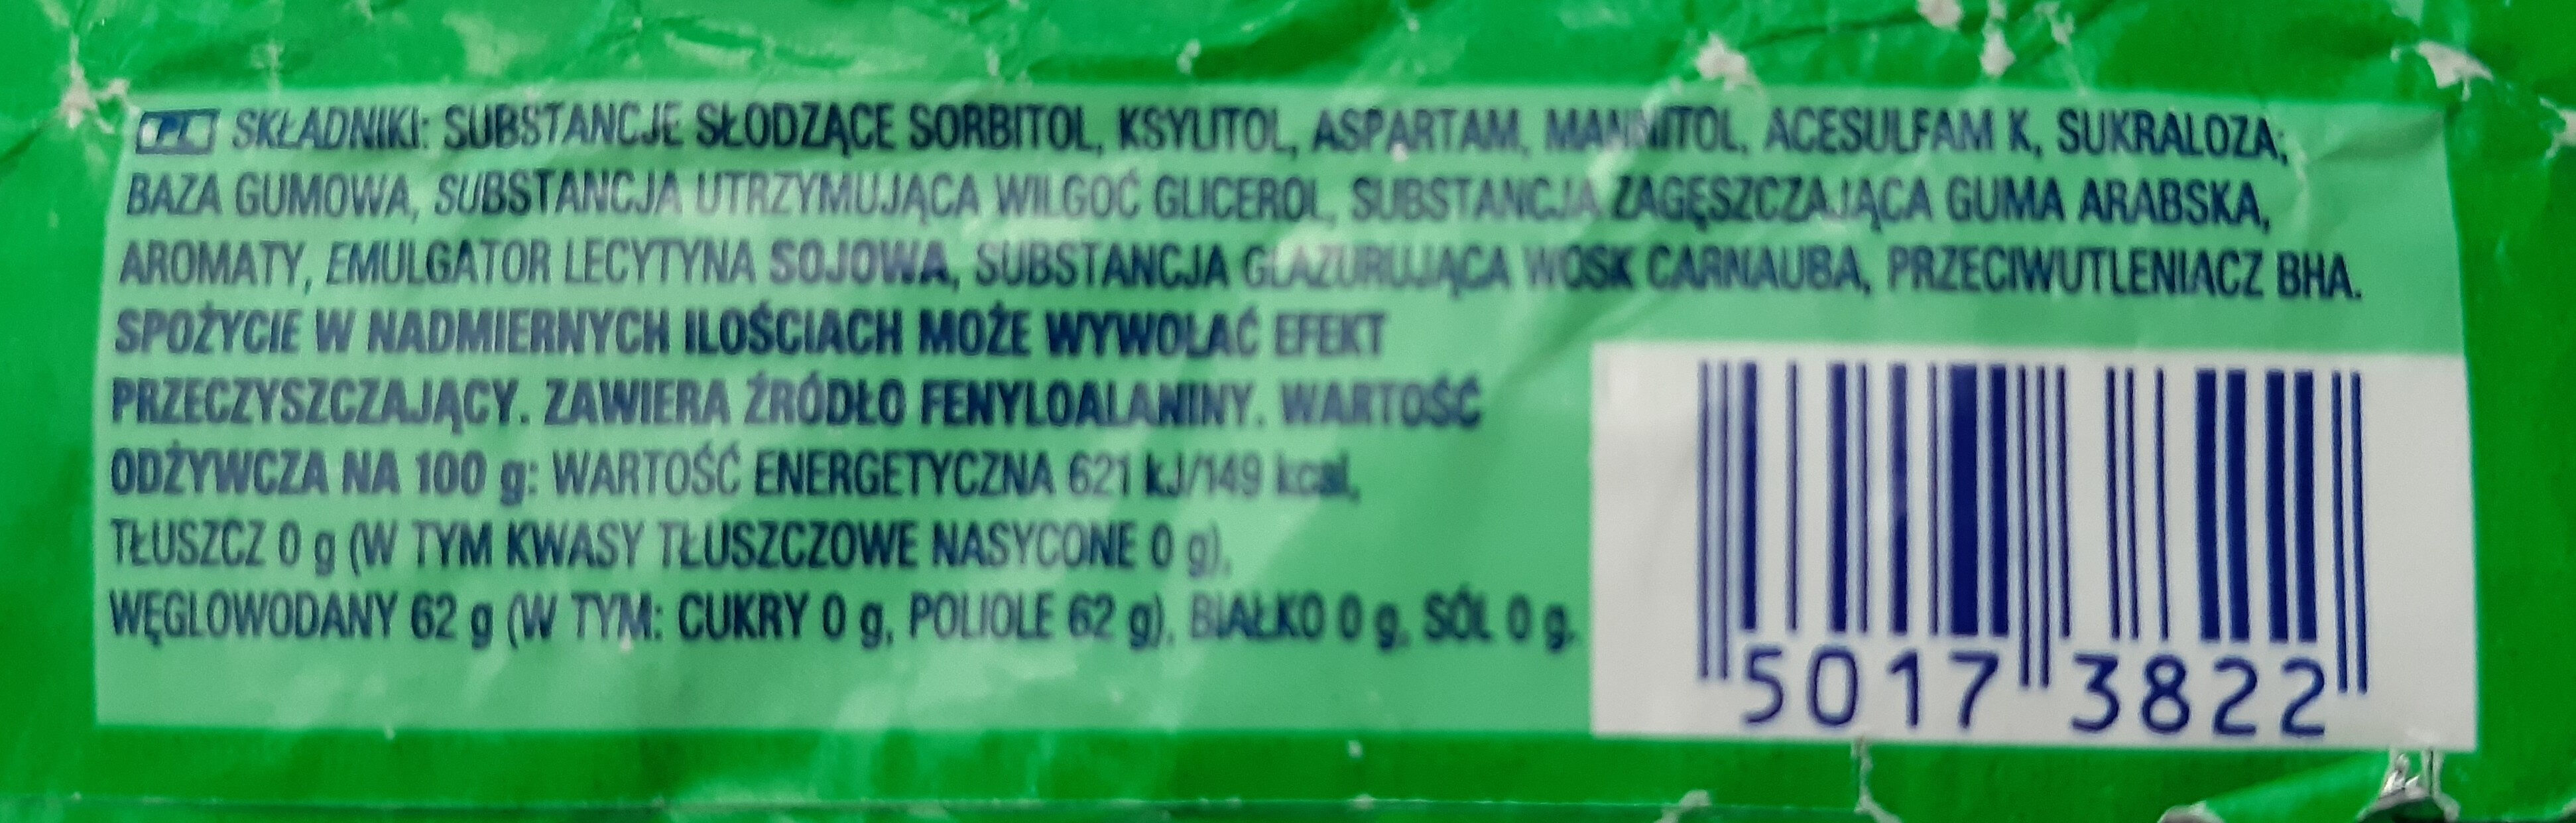 PL SKŁADNIKI: SUBSTANCJE SŁODZĄCE SORBITOL, KSYLITOL, ASPARTAM, MANNITOL, ACESULFAM K, SUKRALOZA;
BAZA GUMOWA, SUBSTANCJA UTRZYMUJĄCA WILGOĆ GLICEROL, SUBSTANCJA ZAGĘSZCZAJĄCA GUMA ARABSKA,
AROMATY, EMULGATOR LECYTYNA SOJOWA, SUBSTANCJA GLAZURUJĄCA WOSK CARNAUBA, PRZECIWUTLENIACZ BHA.
SPOŻYCIE W NADMIERNYCH ILOŚCIACH MOŻE WYWOŁAĆ EFEKT
PRZECZYSZCZAJĄCY. ZAWIERA ŹRÓDŁO FENYLOALANINY. WARTOŚĆ
ODŻYWCZA NA 100 g: WARTOŚĆ ENERGETYCZNA 621 kJ/149 kcal,
TŁUSZCZ 0 g (W TYM KWASY TŁUSZCZOWE NASYCONE 0 g),
WĘGLOWODANY 62 g (W TYM: CUKRY 0 g, POLIOLE 62 g), BIAŁKO 0 g, SÓL 0 g.
5017 3822